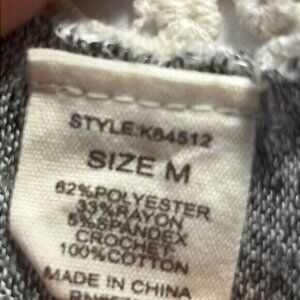 STYLE:K64512
SIZE M
62%POLYESTER
33%RAYON
5%SPANDEX
CROCHET
100%COTTON
MADE IN CHINA